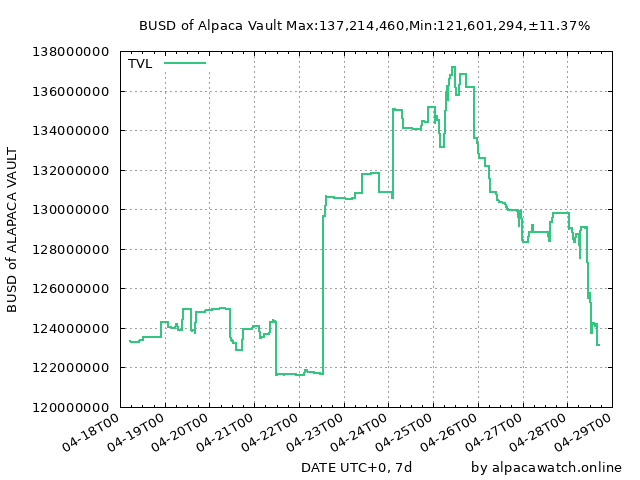 BUSD of Alpaca Vault Max:137,214,460,Min:121,601,294,±11.37%
TVL
138000000
136000000
134000000
132000000
130000000
128000000
126000000
124000000
122000000
120000000
BUSD of ALAPACA VAULT
04-18T00
04-19T00
04-20T00
04-21T00
04-22T00
04-23T00
04-24T00
04-25T00
04-26T00
04-27T00
04-28T00
04-29T00
DATE UTC+0, 7d
by alpacawatch.online